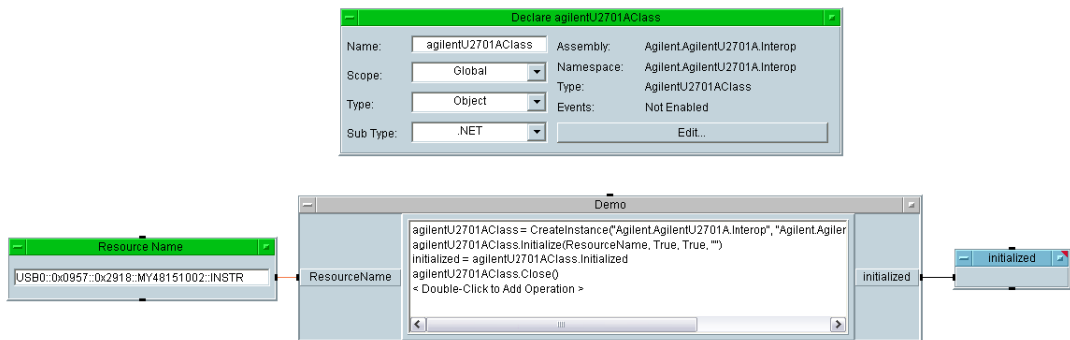 Declare agilentU2701AClass
Name: agilentU2701AClass Assembly: Agilent.AgilentU2701A.Interop
Scope: Global Namespace: Agilent.AgilentU2701A.Interop
Type: AgilentU2701AClass
Type: Object Events: Not Enabled
Sub Type: .NET Edit...
Demo
agilentU2701AClass = CreateInstance("Agilent.AgilentU2701A.Interop", "Agilent.Agiler
agilentU2701AClass.Initialize(ResourceName, True, True, "")
initialized = agilentU2701AClass.Initialized
agilentU2701AClass.Close()
< Double-Click to Add Operation >
Resource Name
USB0::0x0957::0x2918::MY48151002::INSTR
ResourceName
initialized
initialized